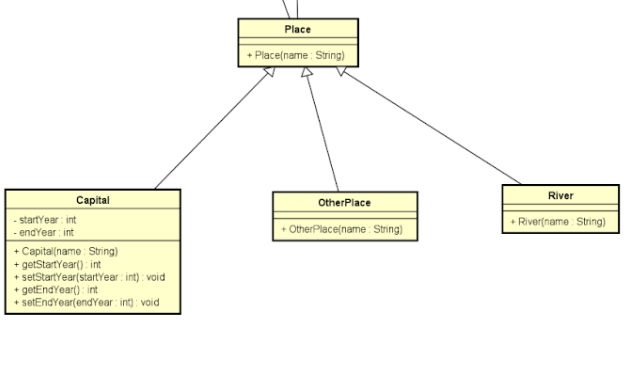 Place
+ Place(name : String)
Capital
- startYear : int
- endYear : int
+ Capital(name : String)
+ getStartYear() : int
+ setStartYear(startYear : int) : void
+ getEndYear() : int
+ setEndYear(endYear : int) : void
OtherPlace
+ OtherPlace(name : String)
River
+ River(name : String)